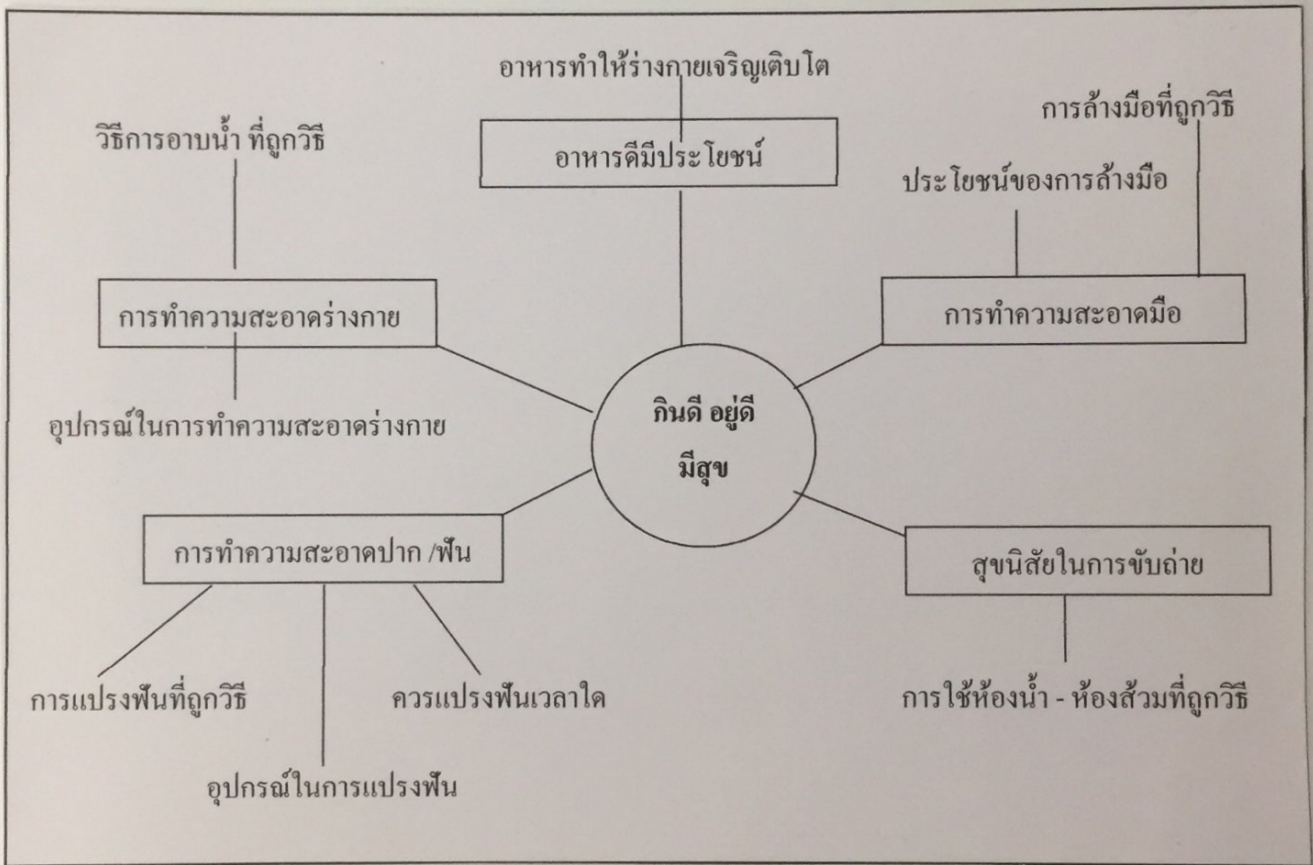 อาหารทำให้ร่างกายเจริญเติบโต
การล้างมือที่ถูกวิธี
วิธีการอาบน้ำ ที่ถูกวิธี
อาหารดีมีประโยชน์
ประโยชน์ของการล้างมือ
การทำความสะอาดร่างกาย
การทำความสะอาดมือ
กินดี อยู่ดี
มีสุข
อุปกรณ์ในการทำความสะอาดร่างกาย
การทำความสะอาดปาก /ฟัน
สุขนิสัยในการขับถ่าย
การแปรงฟันที่ถูกวิธี
ควรแปรงฟันเวลาใด
การใช้ห้องน้ำ - ห้องส้วมที่ถูกวิธี
อุปกรณ์ในการแปรงฟัน